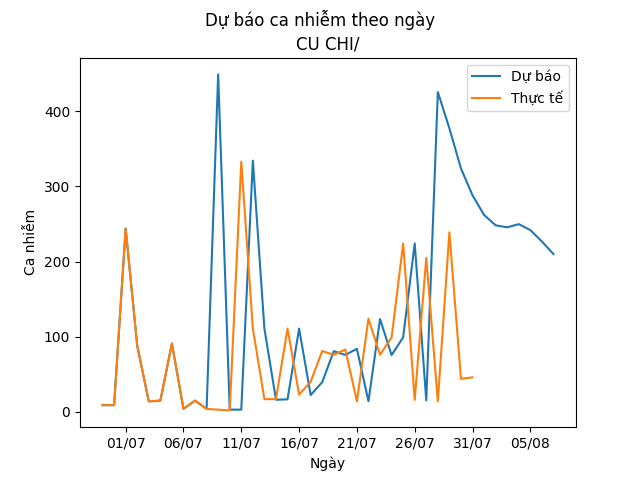 Dự báo ca nhiễm theo ngày
CU CHI/
Dự báo
Thực tế
Ca nhiễm
400
300
200
100
0
01/07 06/07 11/07 16/07 21/07 26/07 31/07 05/08
Ngày